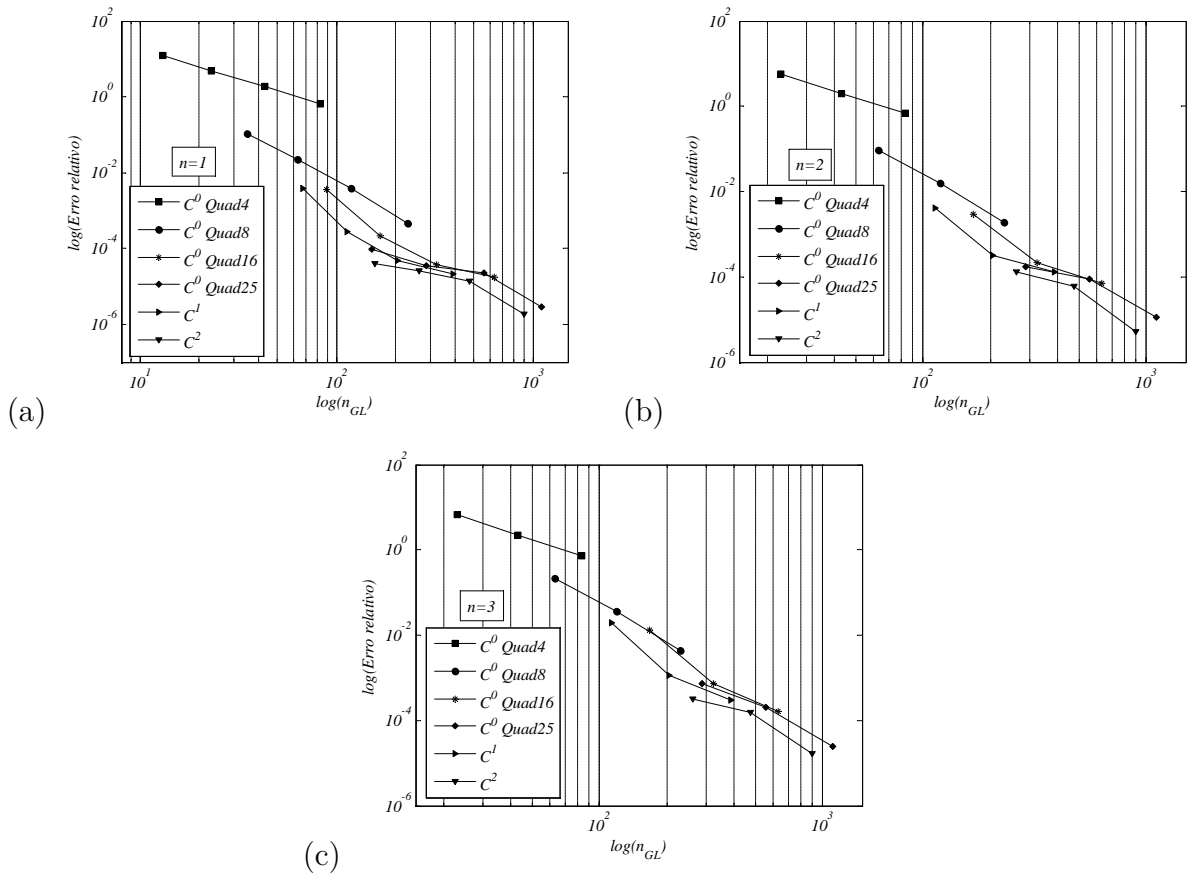 10^2
10^0
10^-2
10^-4
10^-6
log(Erro relativo)
n=1
C^0 Quad4
C^0 Quad8
C^0 Quad16
C^0 Quad25
C^1
C^2
10^1
10^2
10^3
log(n_GL)
(a)
10^2
10^0
10^-2
10^-4
10^-6
log(Erro relativo)
n=2
C^0 Quad4
C^0 Quad8
C^0 Quad16
C^0 Quad25
C^1
C^2
10^2
10^3
log(n_GL)
(b)
10^2
10^0
10^-2
10^-4
10^-6
log(Erro relativo)
n=3
C^0 Quad4
C^0 Quad8
C^0 Quad16
C^0 Quad25
C^1
C^2
10^2
10^3
log(n_GL)
(c)